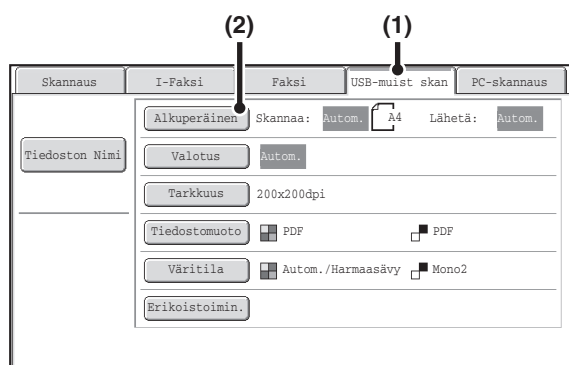 (2) (1)
Skannaus I-Faksi Faksi USB-muist skan PC-skannaus
Alkuperäinen Skannaa: Autom. A4 Lähetä: Autom.
Tiedoston Nimi Valotus Autom.
Tarkkuus 200x200dpi
Tiedostomuoto PDF PDF
Väritila Autom./Harmaasävy Mono2
Erikoistoimin.